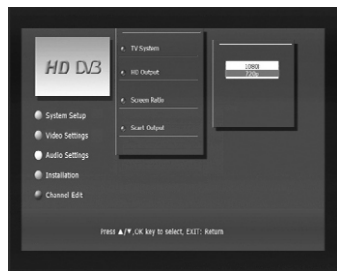 HD DVB
TV System
HD Output
Screen Ratio
Scart Output
1080i
720p
System Setup
Video Settings
Audio Settings
Installation
Channel Edit
Press ▲/▼,OK key to select, EXIT: Return